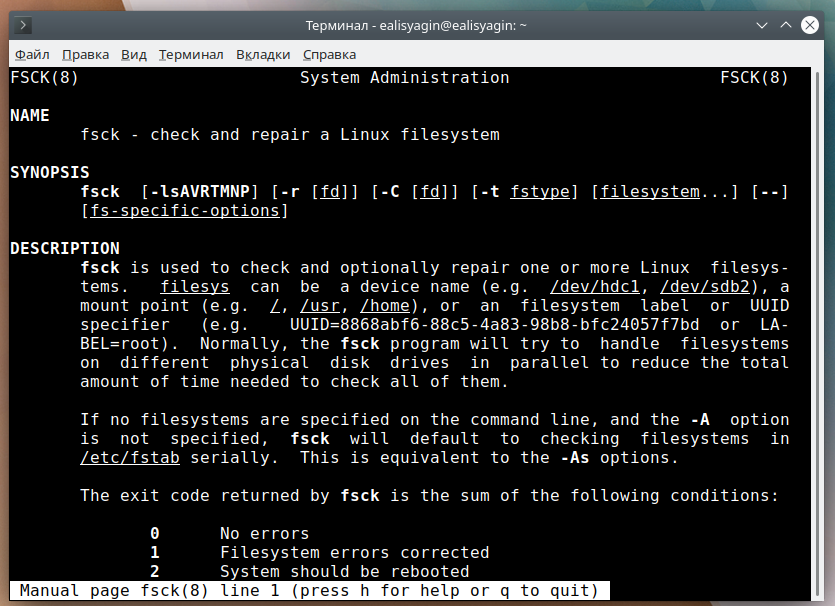 Терминал - ealisyagin@ealisyagin: ~
Файл Правка Вид Терминал Вкладки Справка
FSCK(8) System Administration FSCK(8)
NAME
fsck - check and repair a Linux filesystem
SYNOPSIS
fsck [-lsAVRTMNP] [-r [fd]] [-C [fd]] [-t fstype] [filesystem...] [--]
[fs-specific-options]
DESCRIPTION
fsck is used to check and optionally repair one or more Linux filesys-
tems. filesys can be a device name (e.g. /dev/hdc1, /dev/sdb2), a
mount point (e.g. /, /usr, /home), or an filesystem label or UUID
specifier (e.g. UUID=8868abf6-88c5-4a83-98b8-bfc24057f7bd or LA-
BEL=root). Normally, the fsck program will try to handle filesystems
on different physical disk drives in parallel to reduce the total
amount of time needed to check all of them.
If no filesystems are specified on the command line, and the -A option
is not specified, fsck will default to checking filesystems in
/etc/fstab serially. This is equivalent to the -As options.
The exit code returned by fsck is the sum of the following conditions:
0 No errors
1 Filesystem errors corrected
2 System should be rebooted
Manual page fsck(8) line 1 (press h for help or q to quit)